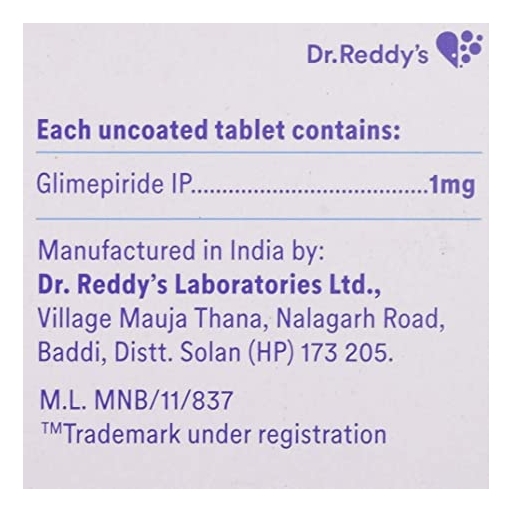 Dr.Reddy's
Each uncoated tablet contains:
Glimepiride IP......................................1mg
Manufactured in India by:
Dr. Reddy's Laboratories Ltd.,
Village Mauja Thana, Nalagarh Road,
Baddi, Distt. Solan (HP) 173 205.
M.L. MNB/11/837
™Trademark under registration